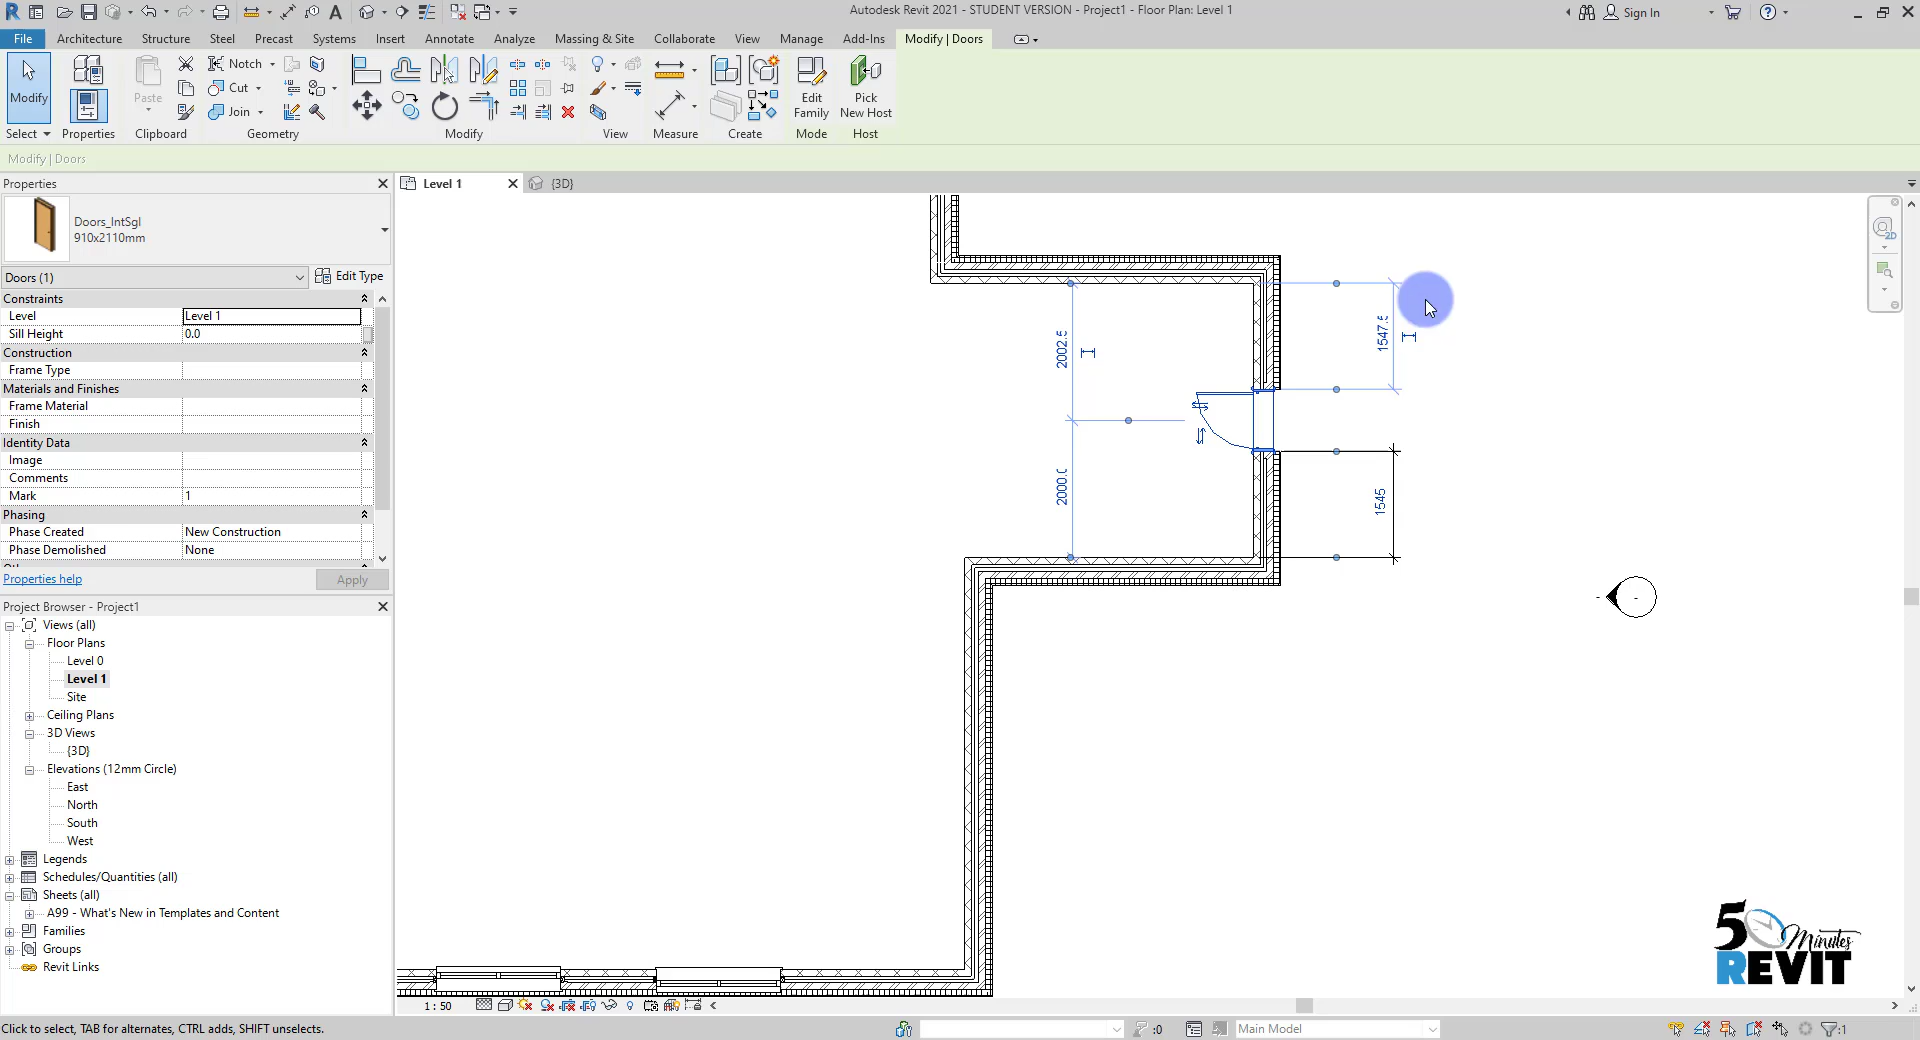 Autodesk Revit 2021 - STUDENT VERSION - Project1 - Floor Plan: Level 1
Sign In
File Architecture Structure Steel Precast Systems Insert Annotate Analyze Massing & Site Collaborate View Manage Add-Ins Modify | Doors
Modify
Paste
Notch
Cut
Join
Edit
Family
Pick
New Host
Select Properties Clipboard Geometry Modify View Measure Create Mode Host
Modify | Doors
Properties
Level 1
{3D}
Doors_IntSgl
910x2110mm
Doors (1)
Edit Type
Constraints
Level Level 1
Sill Height 0.0
Construction
Frame Type
Materials and Finishes
Frame Material
Finish
Identity Data
Image
Comments
Mark 1
Phasing
Phase Created New Construction
Phase Demolished None
Properties help
Apply
2002.5
2000.0
1547.5
1545
Project Browser - Project1
Views (all)
Floor Plans
Level 0
Level 1
Site
Ceiling Plans
3D Views
{3D}
Elevations (12mm Circle)
East
North
South
West
Legends
Schedules/Quantities (all)
Sheets (all)
A99 - What's New in Templates and Content
Families
Groups
Revit Links
5 Minutes
REVIT
1 : 50
Click to select, TAB for alternates, CTRL adds, SHIFT unselects.
:0
Main Model
:1